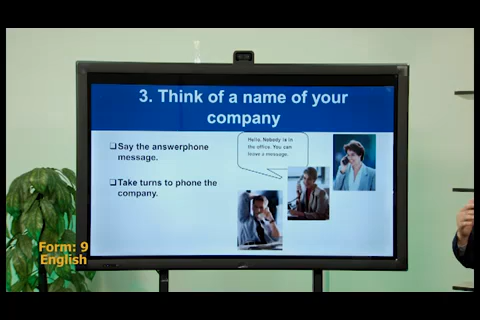 3. Think of a name of your
company
❑Say the answerphone
message.
❑Take turns to phone the
company.
Hello. Nobody is in
the office. You can
leave a message.
Form: 9
English